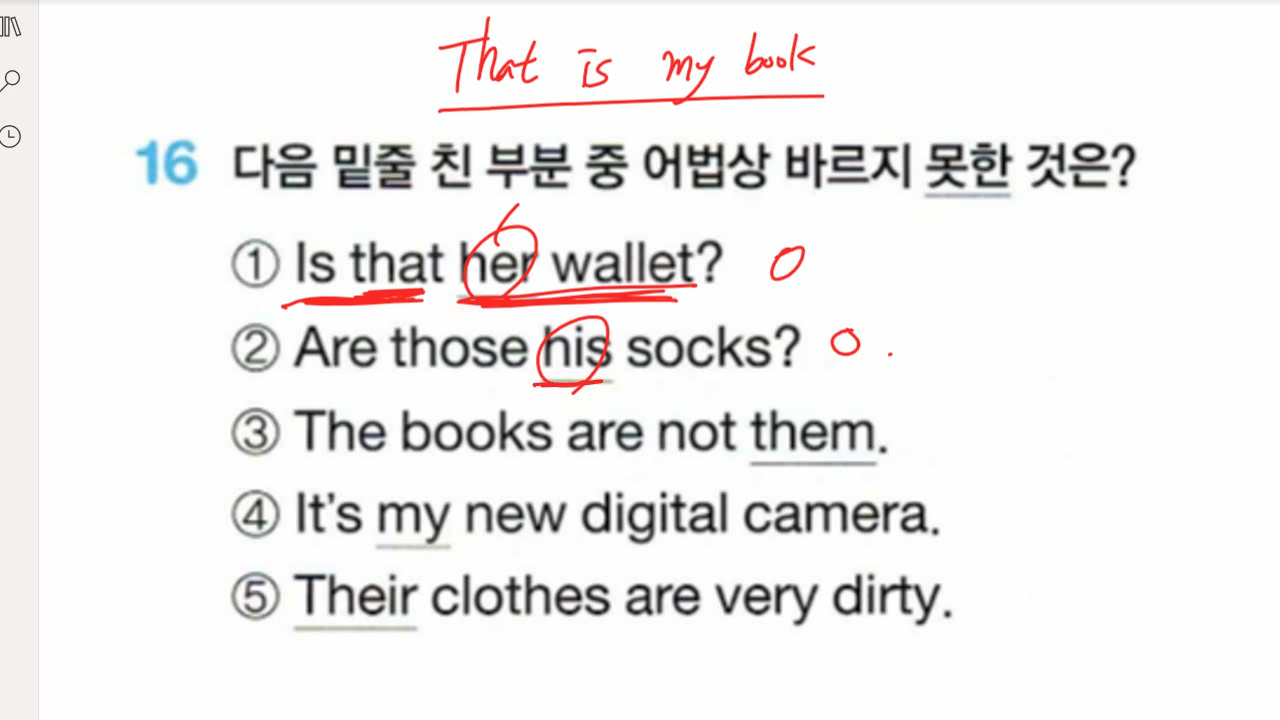 That is my book
16 다음 밑줄 친 부분 중 어법상 바르지 못한 것은?
① Is that her wallet?
② Are those his socks?
③ The books are not them.
④ It's my new digital camera.
⑤ Their clothes are very dirty.